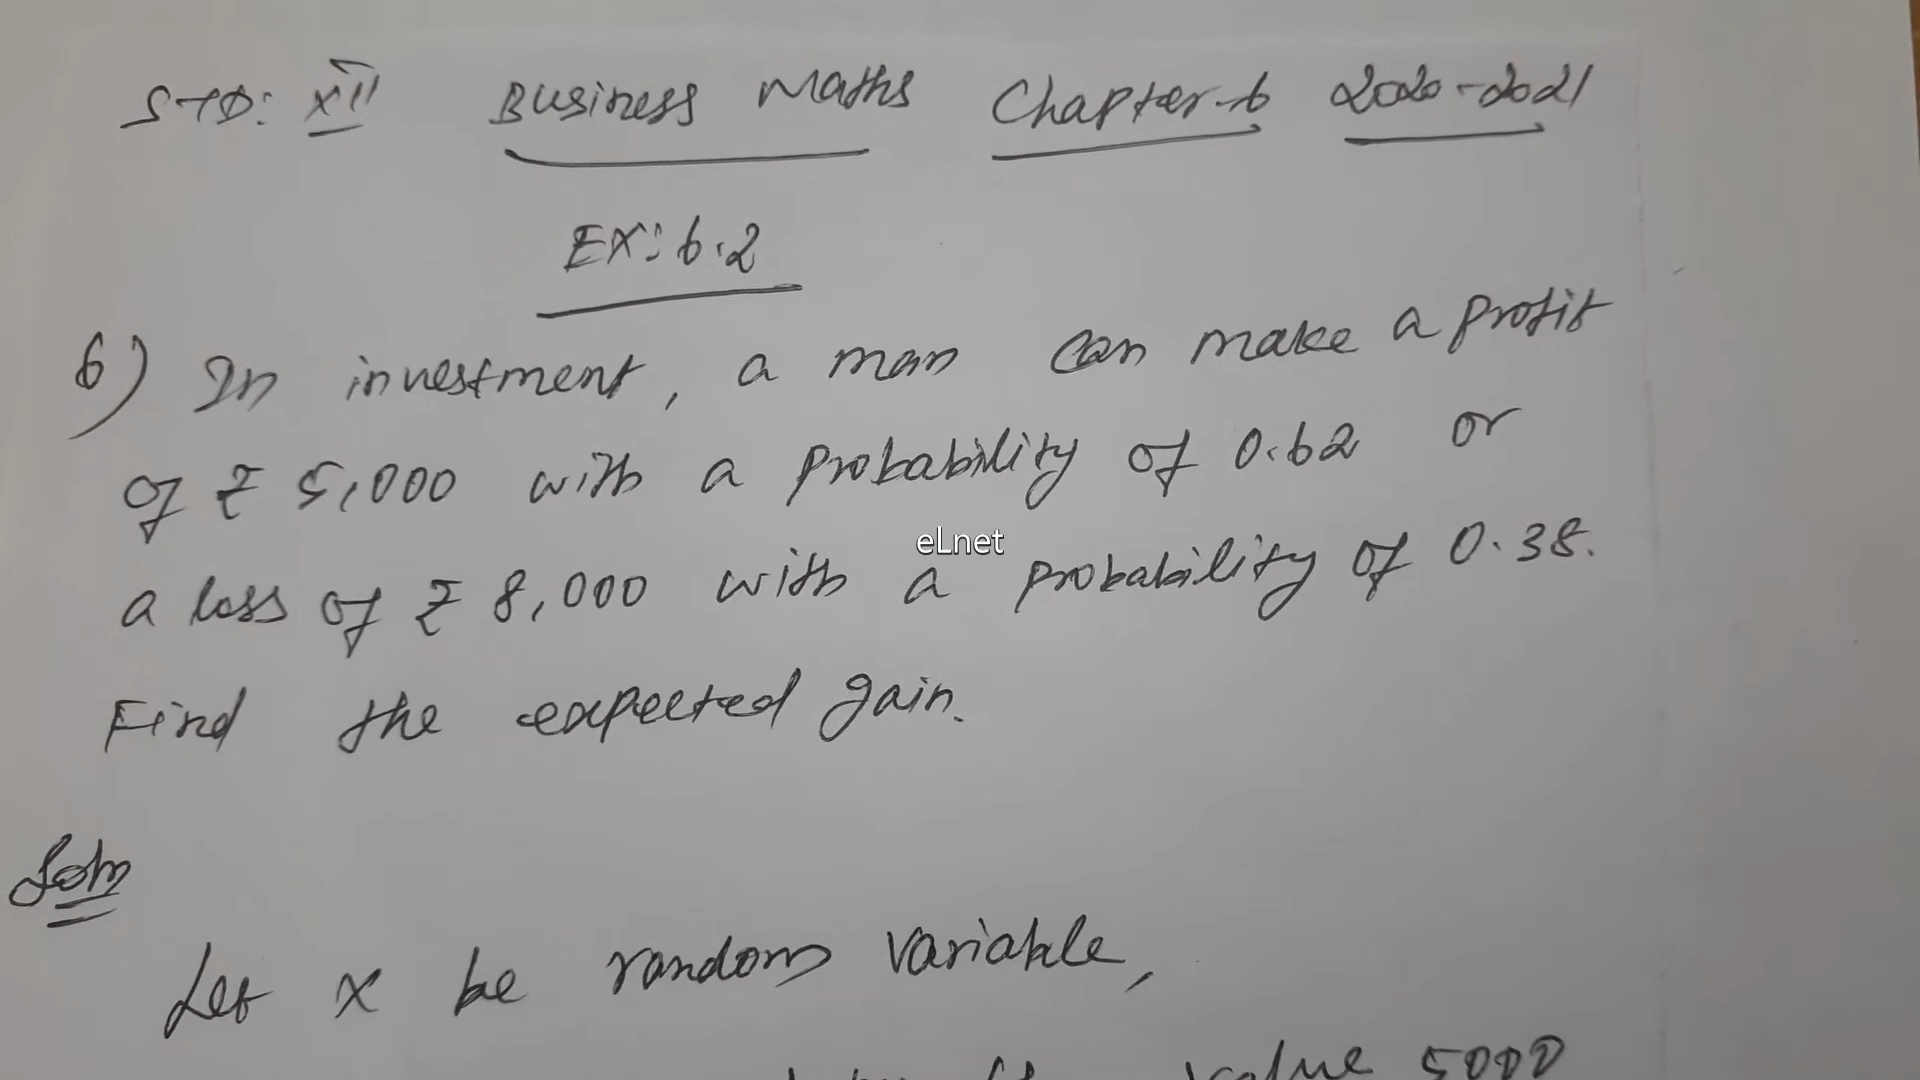 STD: XII Business Maths Chapter-6 2020-2021
EX: 6.2
6) In investment, a man can make a profit
of ₹ 5,000 with a probability of 0.62 or
a loss of ₹ 8,000 with a probability of 0.38.
Find the expected gain.
eLnet
Soln
Let x be random variable,
value 5000